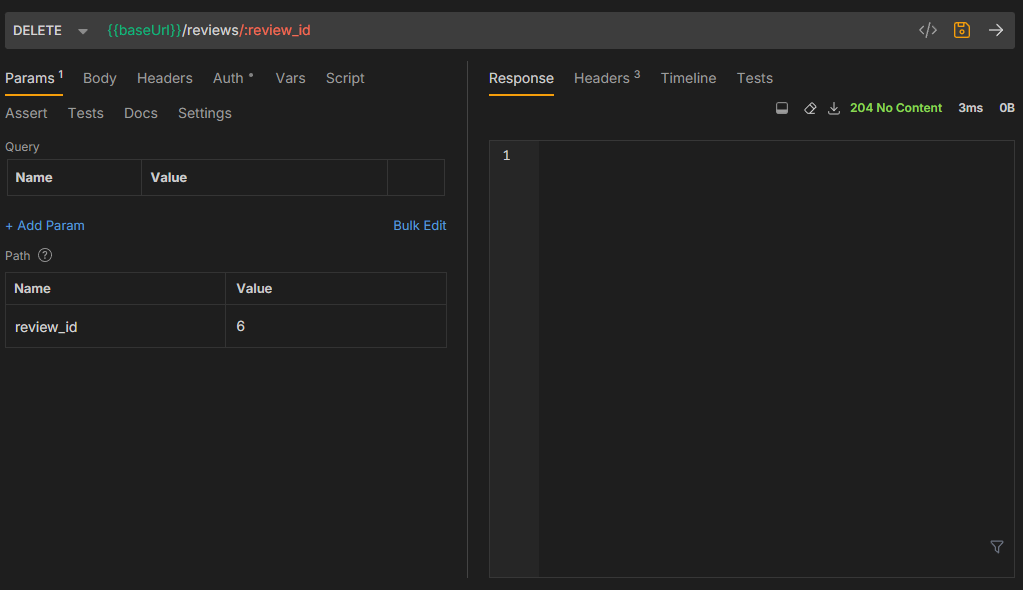 DELETE {{baseUrl}}/reviews/:review_id </>
Params 1 Body Headers Auth Vars Script
Assert Tests Docs Settings
Query
Name Value
+ Add Param Bulk Edit
Path ?
Name Value
review_id 6
Response Headers 3 Timeline Tests
204 No Content 3ms 0B
1